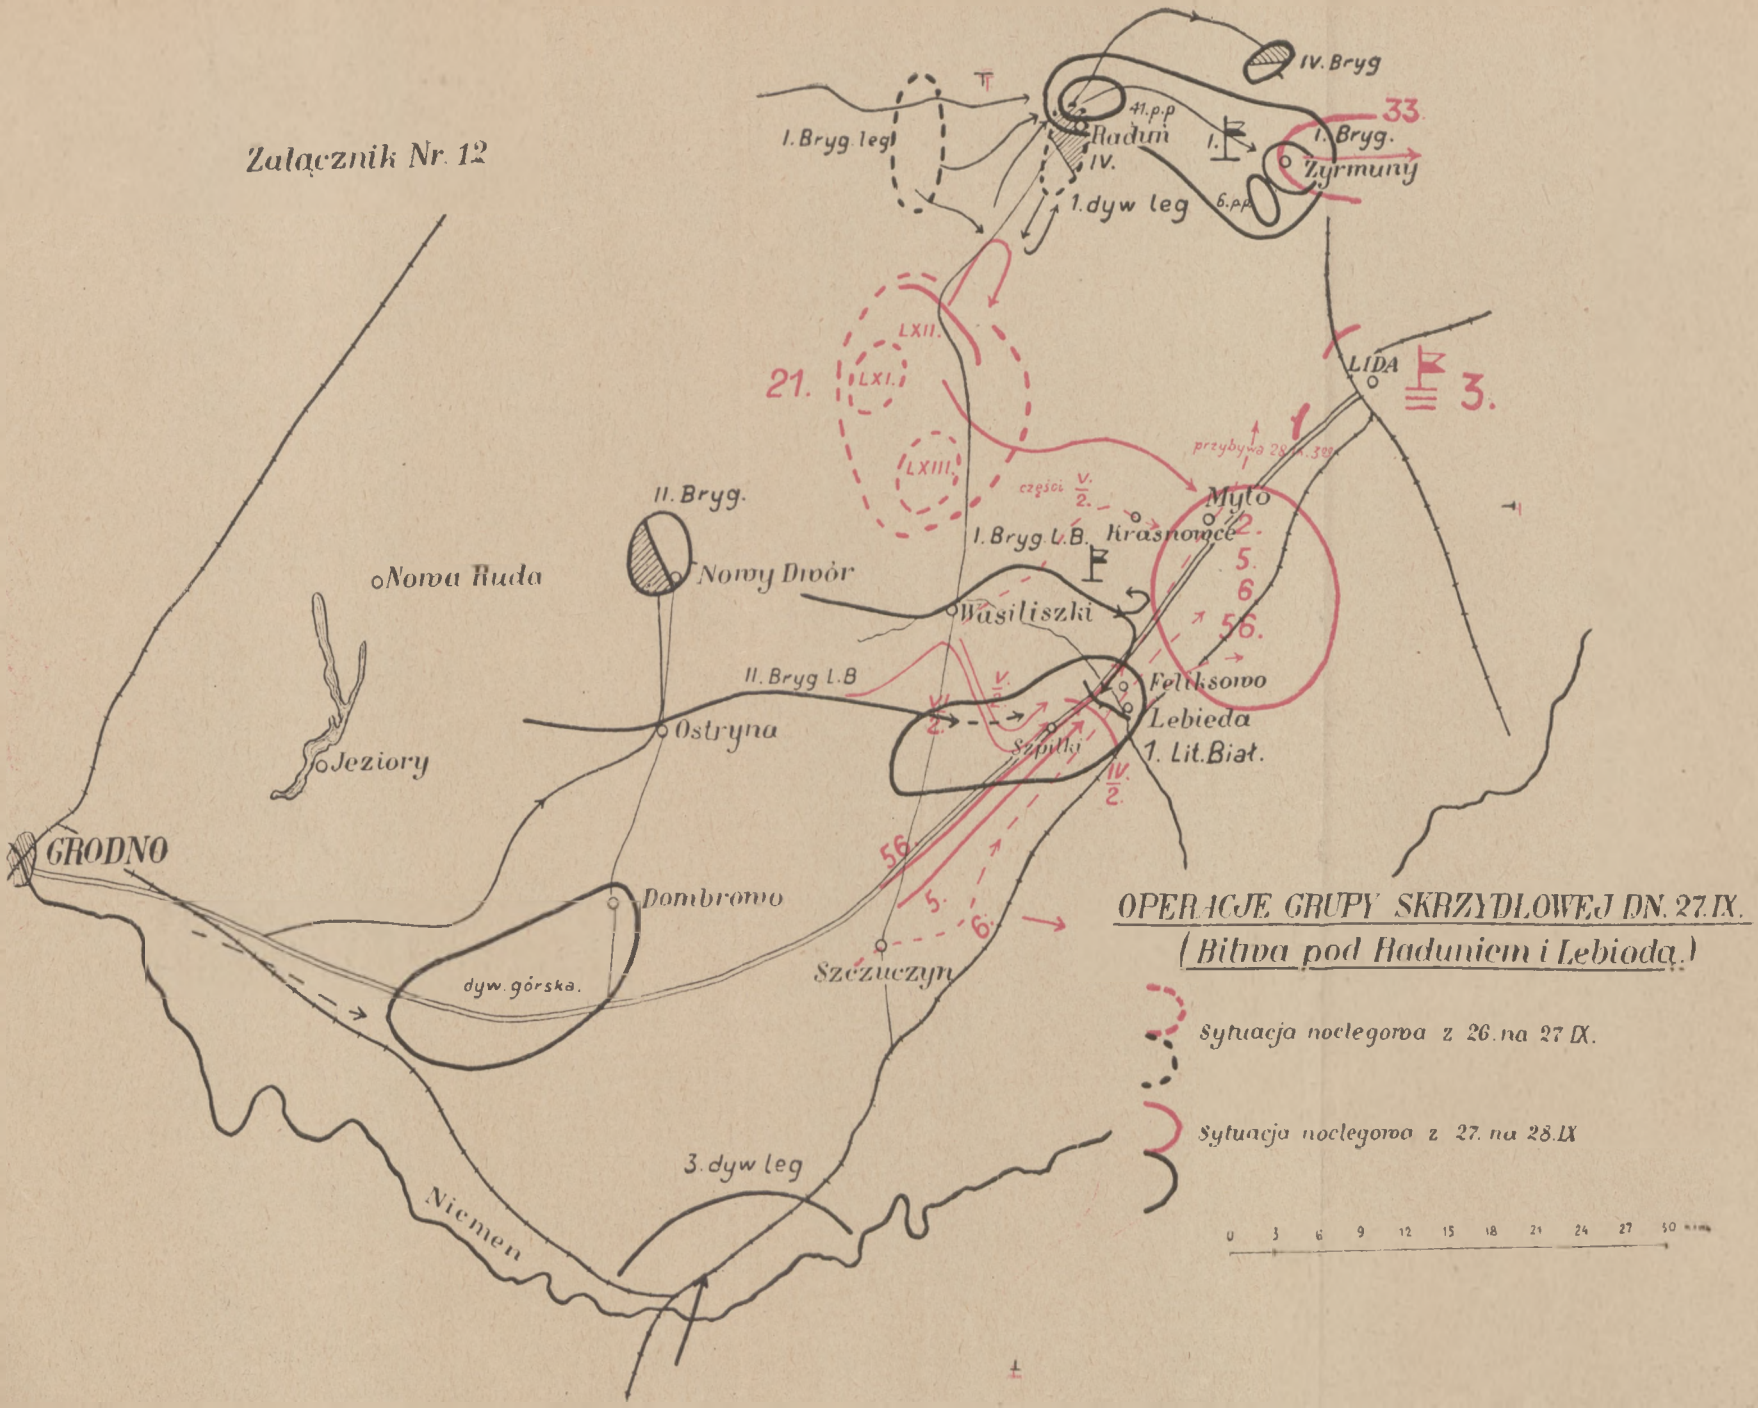 Załącznik Nr. 12
IV. Bryg
33.
I. Bryg. leg
41. p.p
Raduń
IV.
I.
I. Bryg.
Żyrmuny
6. p.p.
1. dyw leg
LXII.
21.
LXI.
LXIII.
LIDA
3.
1
przybywa 28
części V. 2.
Myto
I. Bryg. L.B.
Krasnowce
2.
5.
6
56.
II. Bryg.
Nowa Ruda
Nowy Dwór
Wasiliszki
II. Bryg L.B
V. 2.
Feliksowo
Lebieda
Ostryna
Szpilki
1. Lit. Biał.
IV. 2.
Jeziory
GRODNO
56.
5.
6.
Dombrowo
Szczuczyn
dyw. górska.
OPERACJE GRUPY SKRZYDŁOWEJ DN. 27. IX.
(Bitwa pod Raduniem i Lebiodą.)
Sytuacja noclegowa z 26. na 27 IX.
Sytuacja noclegowa z 27. na 28. IX
3. dyw leg
Niemen
0 3 6 9 12 15 18 21 24 27 30